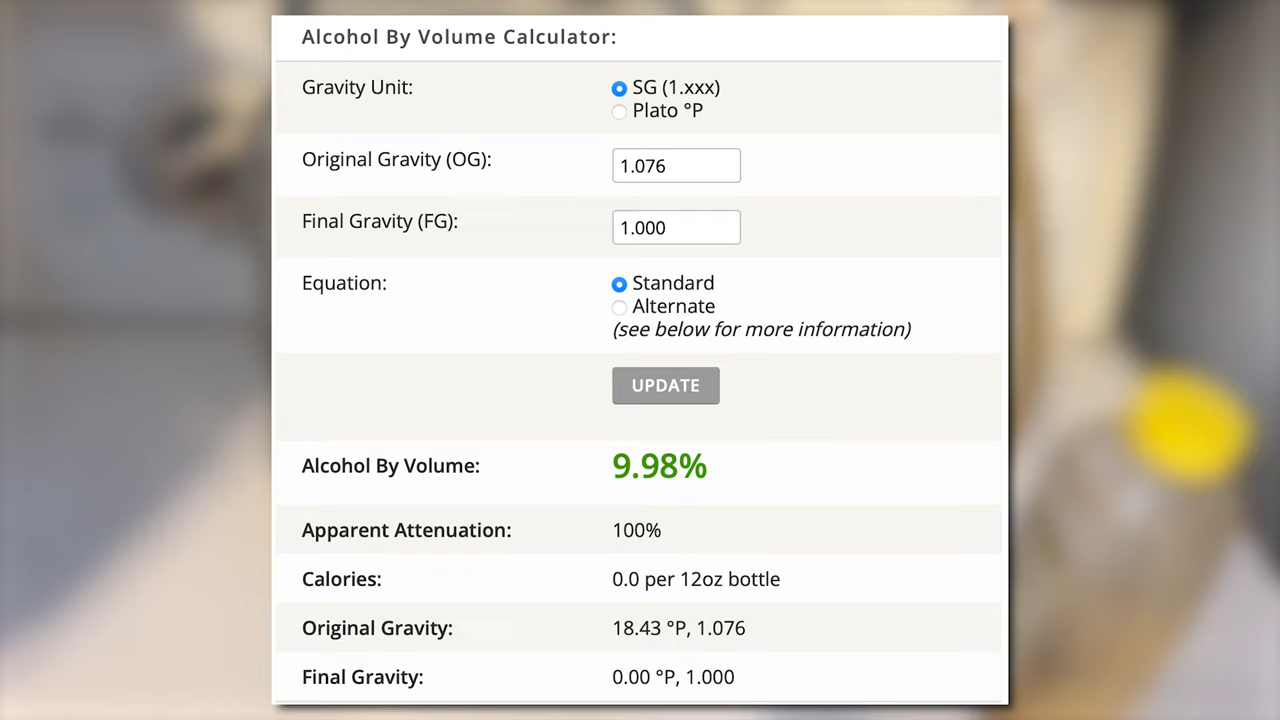 Alcohol By Volume Calculator:
Gravity Unit:
SG (1.xxx)
Plato °P
Original Gravity (OG):
1.076
Final Gravity (FG):
1.000
Equation:
Standard
Alternate
(see below for more information)
UPDATE
Alcohol By Volume:
9.98%
Apparent Attenuation:
100%
Calories:
0.0 per 12oz bottle
Original Gravity:
18.43 °P, 1.076
Final Gravity:
0.00 °P, 1.000